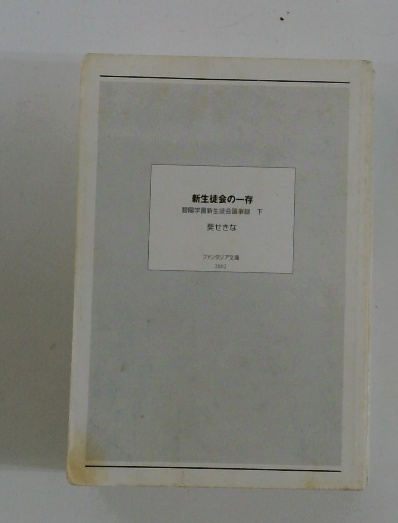 新生徒会の一存
碧陽学園新生徒会議事録 下
葵せきな
ファンタジア文庫